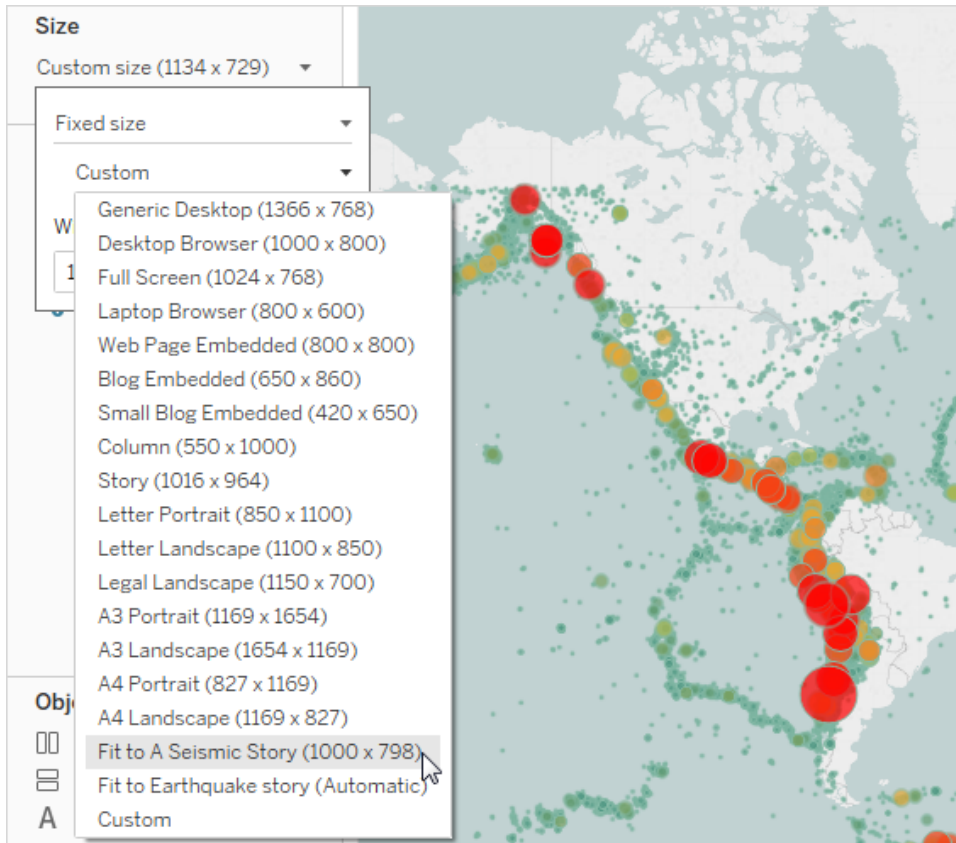 Size
Custom size (1134 x 729)
Fixed size
Custom
Generic Desktop (1366 x 768)
Desktop Browser (1000 x 800)
Full Screen (1024 x 768)
Laptop Browser (800 x 600)
Web Page Embedded (800 x 800)
Blog Embedded (650 x 860)
Small Blog Embedded (420 x 650)
Column (550 x 1000)
Story (1016 x 964)
Letter Portrait (850 x 1100)
Letter Landscape (1100 x 850)
Legal Landscape (1150 x 700)
A3 Portrait (1169 x 1654)
A3 Landscape (1654 x 1169)
A4 Portrait (827 x 1169)
A4 Landscape (1169 x 827)
Fit to A Seismic Story (1000 x 798)
Fit to Earthquake story (Automatic)
Custom
A